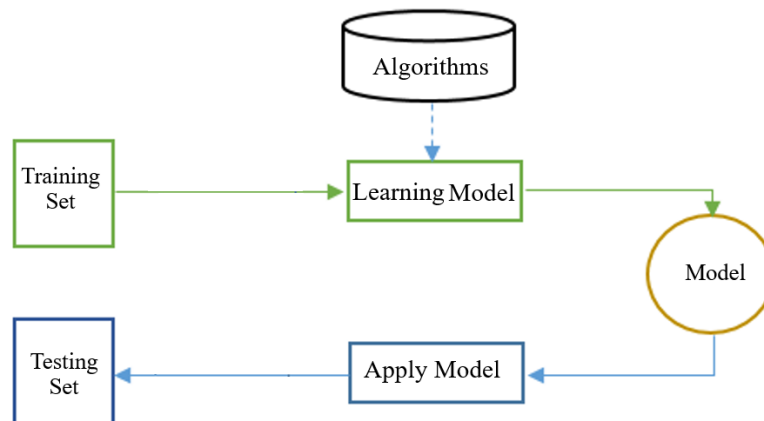 Algorithms
Training
Set
Learning Model
Model
Testing
Set
Apply Model